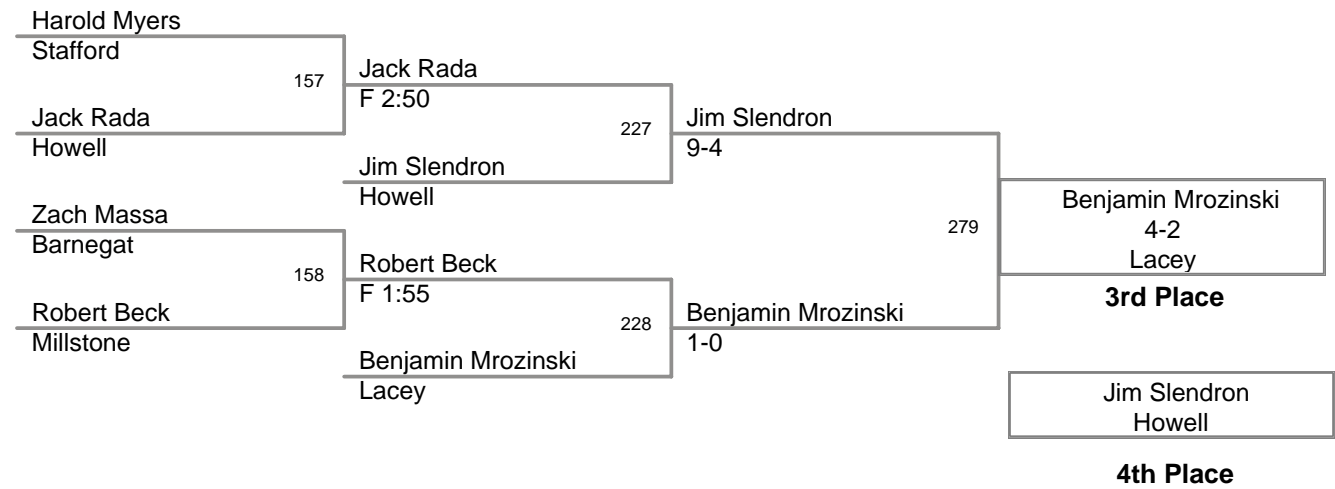 Harold Myers
Stafford
157
Jack Rada
Howell
Jack Rada
F 2:50
227
Jim Slendron
Howell
Jim Slendron
9-4
Zach Massa
Barnegat
158
Robert Beck
Millstone
Robert Beck
F 1:55
228
Benjamin Mrozinski
Lacey
Benjamin Mrozinski
1-0
279
Benjamin Mrozinski
4-2
Lacey
3rd Place
Jim Slendron
Howell
4th Place